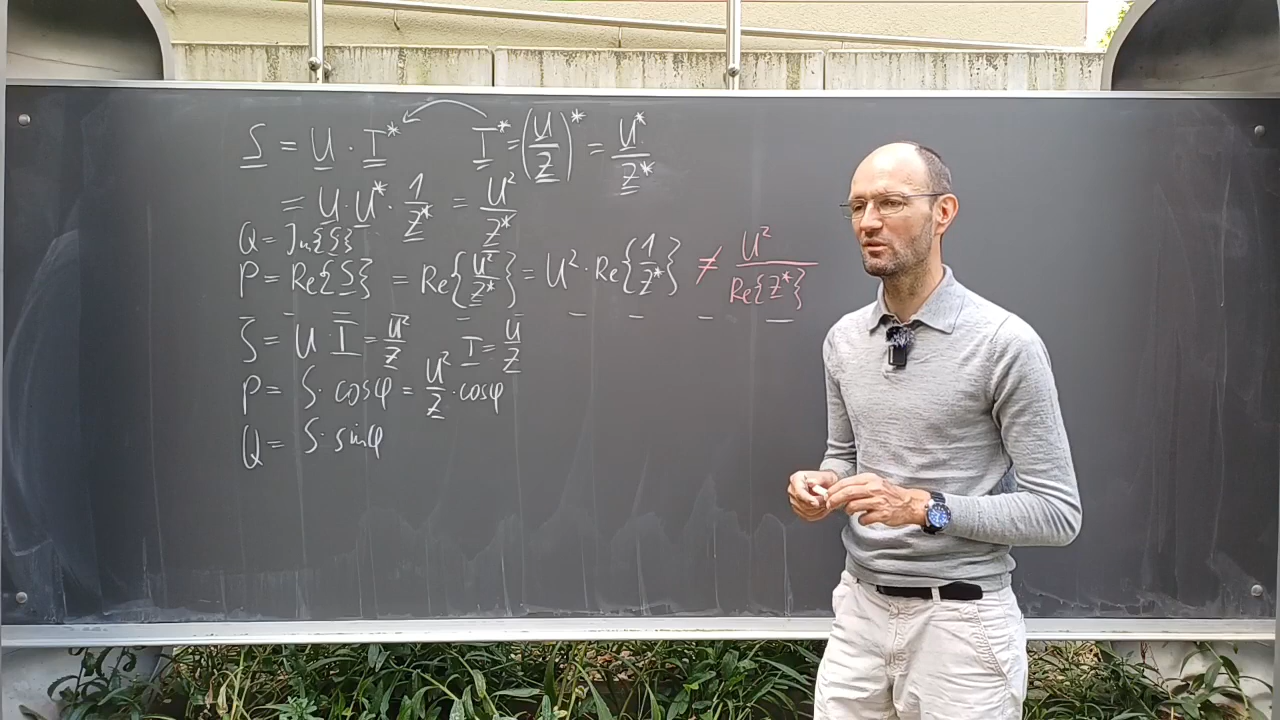 S = U · I* I* = (U/Z)* = U*/Z*
= U · U* · 1/Z* = U²/Z*
Q = Im{S}
P = Re{S} = Re{U²/Z*} = U² · Re{1/Z*} ≠ U²/Re{Z*}
S = U I = U²/Z I = U/Z
P = S · cosφ = U²/Z · cosφ
Q = S · sinφ